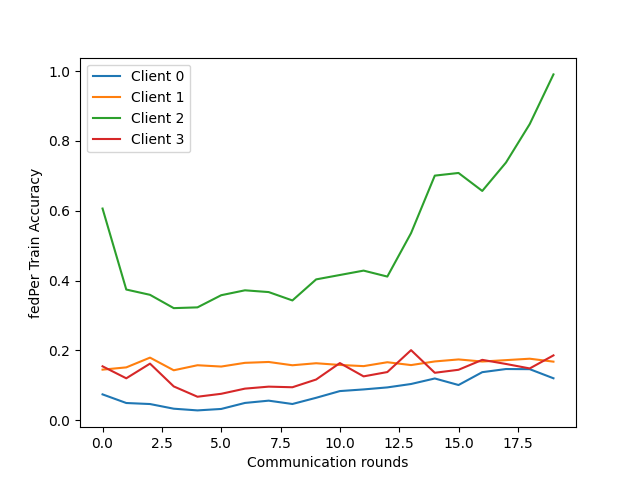 Client 0
Client 1
Client 2
Client 3
fedPer Train Accuracy
1.0
0.8
0.6
0.4
0.2
0.0
0.0 2.5 5.0 7.5 10.0 12.5 15.0 17.5
Communication rounds